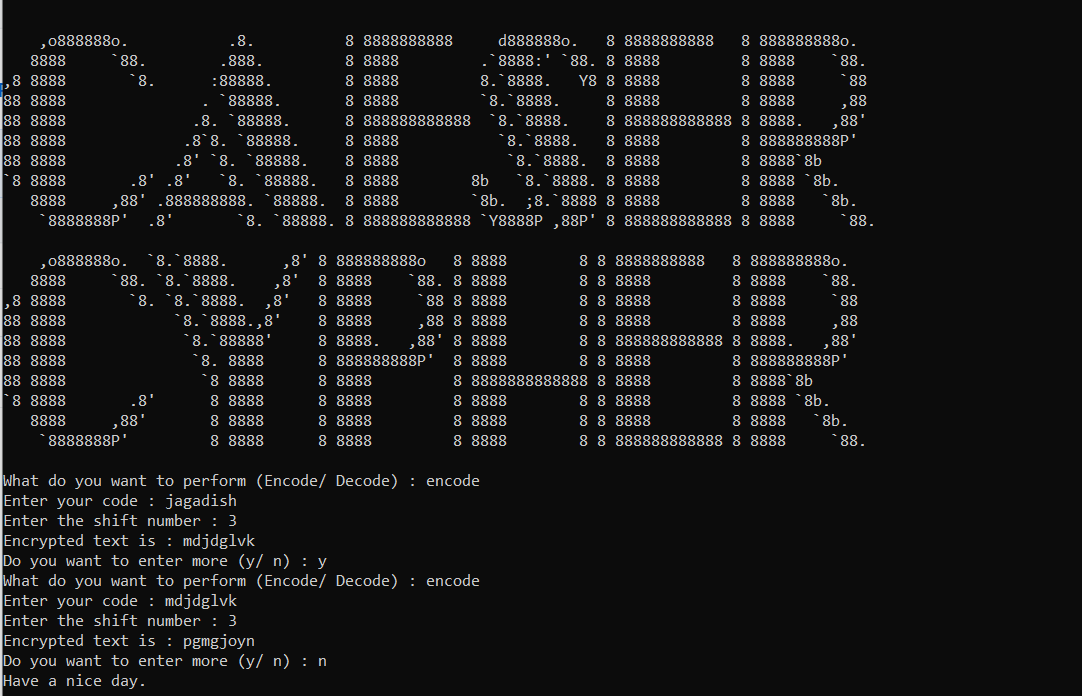 CAESER
CYPHER
What do you want to perform (Encode/ Decode) : encode
Enter your code : jagadish
Enter the shift number : 3
Encrypted text is : mdjdglvk
Do you want to enter more (y/ n) : y
What do you want to perform (Encode/ Decode) : encode
Enter your code : mdjdglvk
Enter the shift number : 3
Encrypted text is : pgmgjoyn
Do you want to enter more (y/ n) : n
Have a nice day.